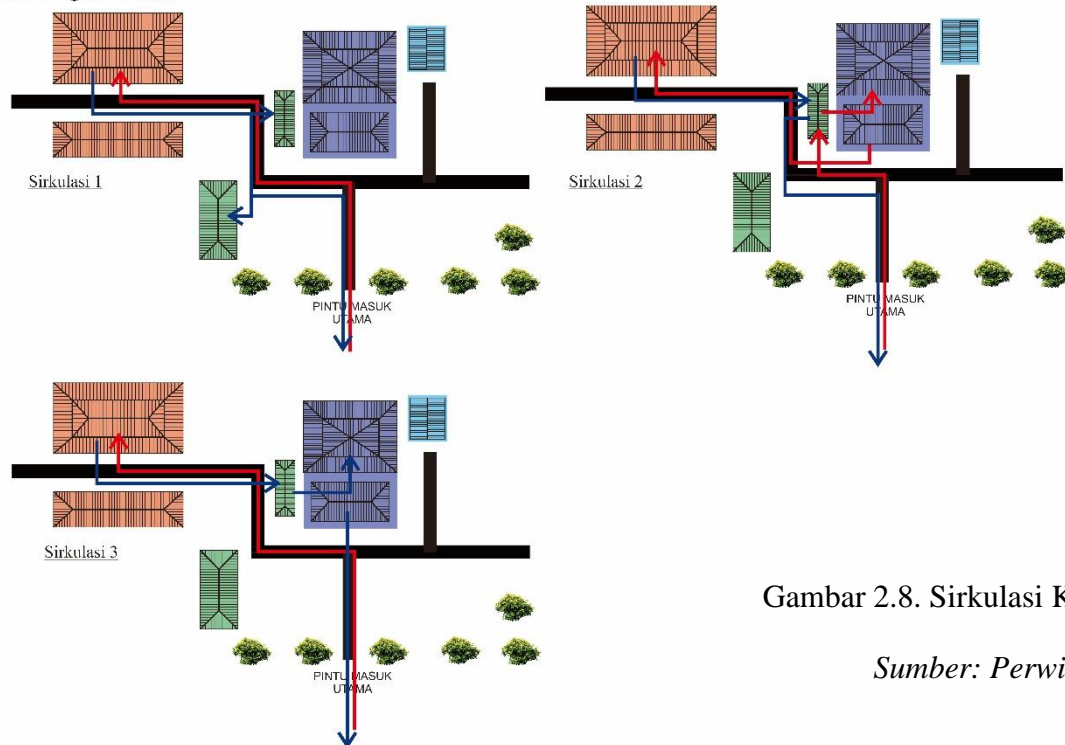 Sirkulasi 1
PINTU MASUK
UTAMA
Sirkulasi 2
PINTU MASUK
UTAMA
Sirkulasi 3
PINTU MASUK
UTAMA
Gambar 2.8. Sirkulasi K
Sumber: Perwi